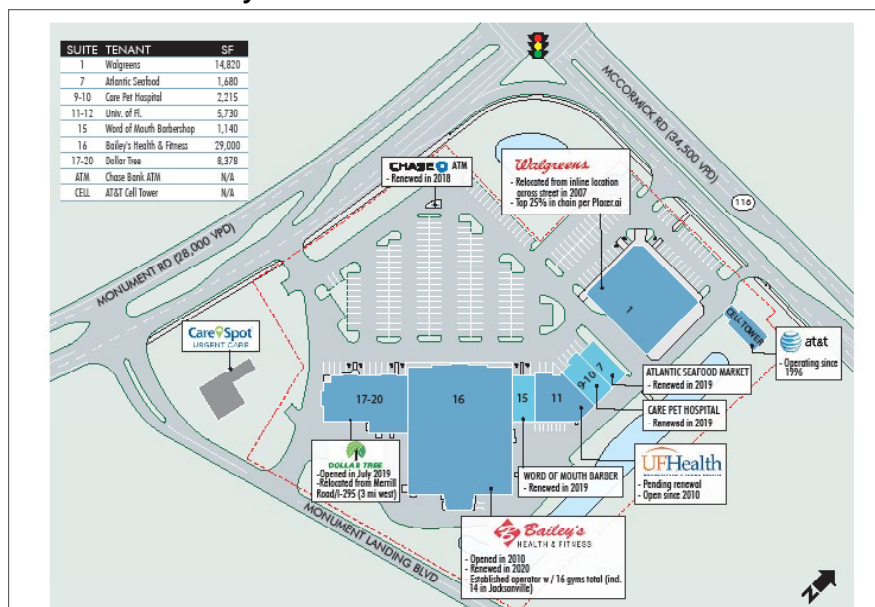 SUITE TENANT SF
1 Walgreens 14,820
7 Atlantic Seafood 1,680
9-10 Care Pet Hospital 2,215
11-12 Univ. of Fl. 5,730
15 Word of Mouth Barbershop 1,140
16 Bailey's Health & Fitness 29,000
17-20 Dollar Tree 8,378
ATM Chase Bank ATM N/A
CELL AT&T Cell Tower N/A
MCCORMICK RD (34,500 VPD)
116
MONUMENT RD (28,000 VPD)
CHASE ATM
- Renewed in 2018
Walgreens
- Relocated from inline location
across street in 2007
- Top 25% in chain per Placer.ai
1
CELL TOWER
at&t
- Operating since
1996
CareSpot
URGENT CARE
ATLANTIC SEAFOOD MARKET
- Renewed in 2019
CARE PET HOSPITAL
- Renewed in 2019
17-20
16
15
11
9-10
7
DOLLAR TREE
-Opened in July 2019
-Relocated from Merrill
Road/I-295 (3 mi west)
WORD OF MOUTH BARBER
- Renewed in 2019
UFHealth
- Pending renewal
- Open since 2010
Bailey's
HEALTH & FITNESS
- Opened in 2010
- Renewed in 2020
- Established operator w / 16 gyms total (ind.
14 in Jacksonville)
MONUMENT LANDING BLVD
N